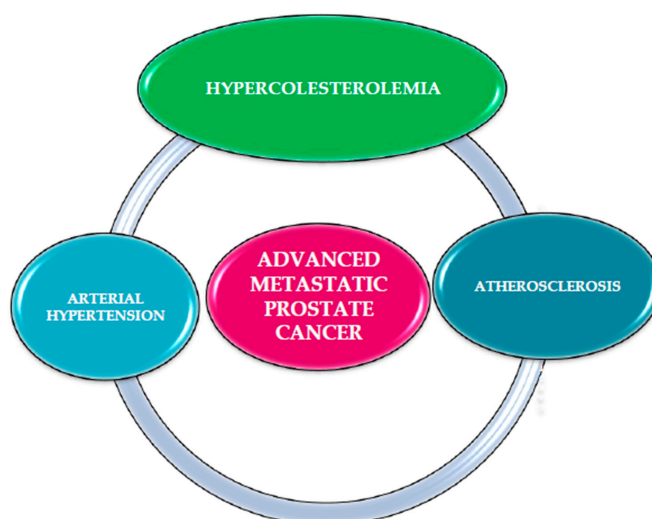 HYPERCOLESTEROLEMIA
ADVANCED
METASTATIC
PROSTATE
CANCER
ARTERIAL
HYPERTENSION
ATHEROSCLEROSIS